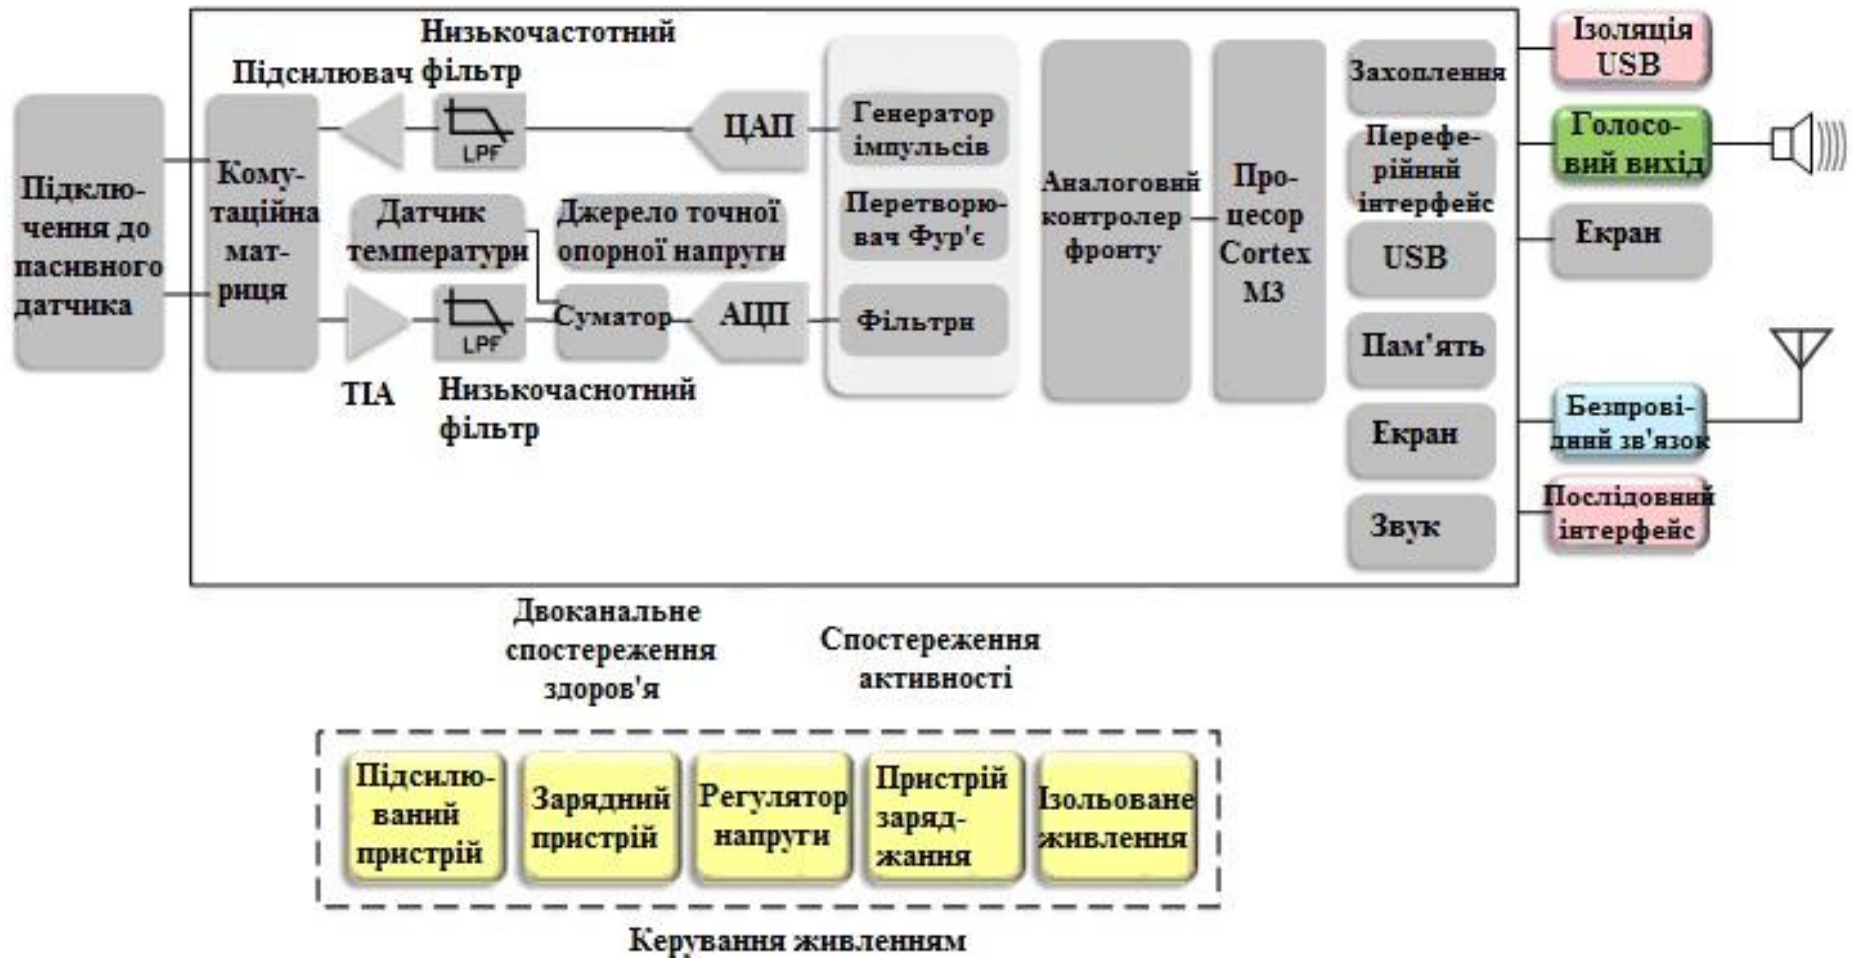 Низькочастотний
фільтр
Підсилювач
LPF
ЦАП
Генератор
імпульсів
Підклю-
чення до
пасивного
датчика
Кому-
таційна
мат-
риця
Датчик
температури
Джерело точної
опорної напруги
Перетворю-
вач Фур'є
LPF
Суматор
АЦП
Фільтри
ТІА
Низькочаснотний
фільтр
Аналоговий
контролер
фронту
Про-
цесор
Cortex
M3
Захоплення
Перефе-
рійний
інтерфейс
USB
Пам'ять
Екран
Звук
Ізоляція
USB
Голосо-
вий вихід
Екран
Безпрові-
дний зв'язок
Послідовний
інтерфейс
Двоканальне
спостереження
здоров'я
Спостереження
активності
Підсилю-
ваний
пристрій
Зарядний
пристрій
Регулятор
напруги
Пристрій
заряд-
жання
Ізольоване
живлення
Керування живленням